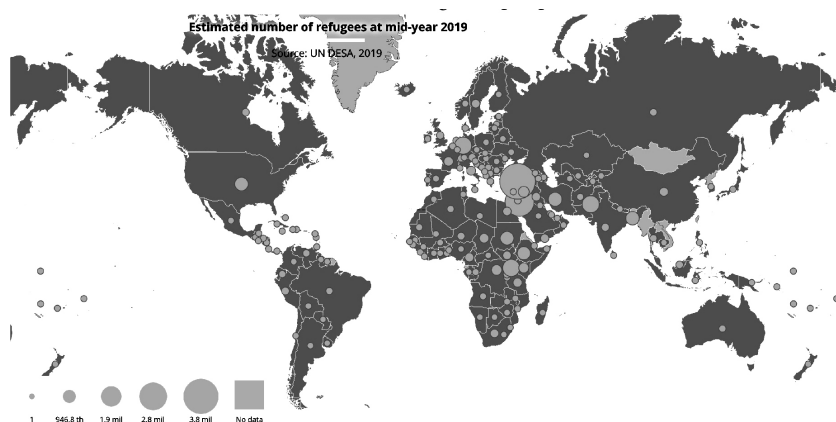 Estimated number of refugees at mid-year 2019
Source: UN DESA, 2019
1
946.8 th
1.9 mil
2.8 mil
3.8 mil
No data